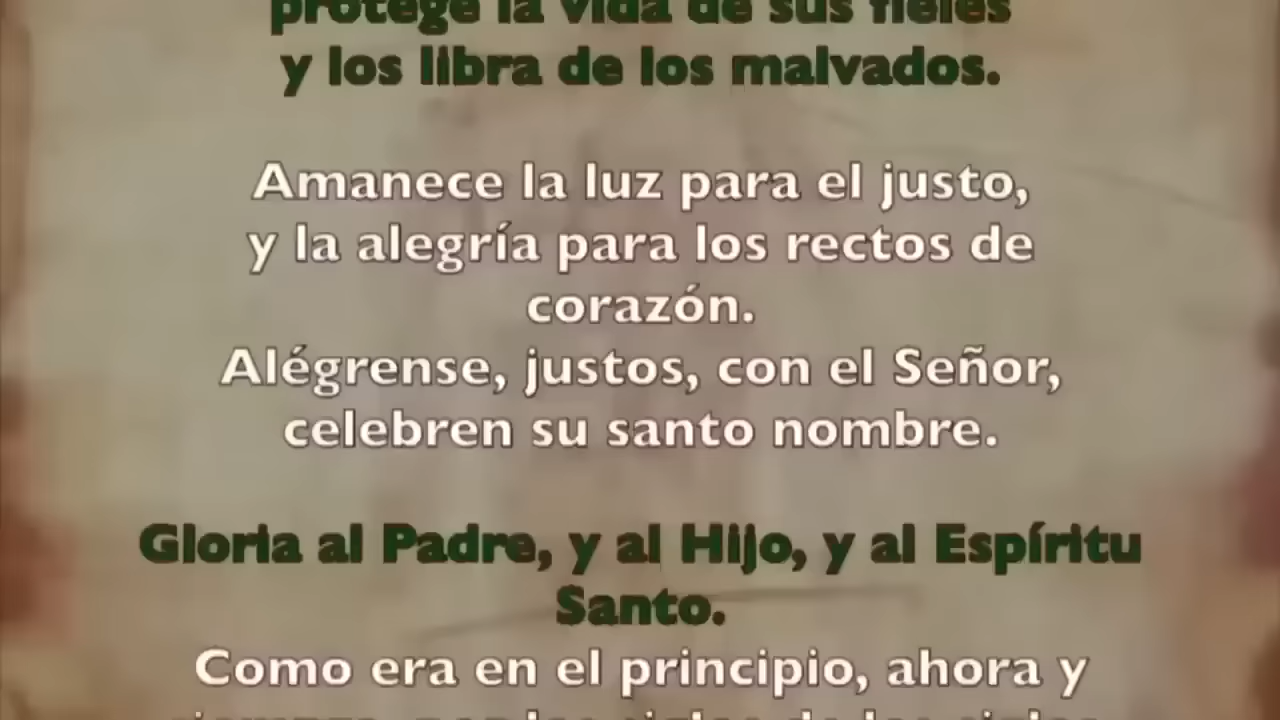 protege la vida de sus fieles
y los libra de los malvados.
Amanece la luz para el justo,
y la alegría para los rectos de
corazón.
Alégrense, justos, con el Señor,
celebren su santo nombre.
Gloria al Padre, y al Hijo, y al Espíritu
Santo.
Como era en el principio, ahora y